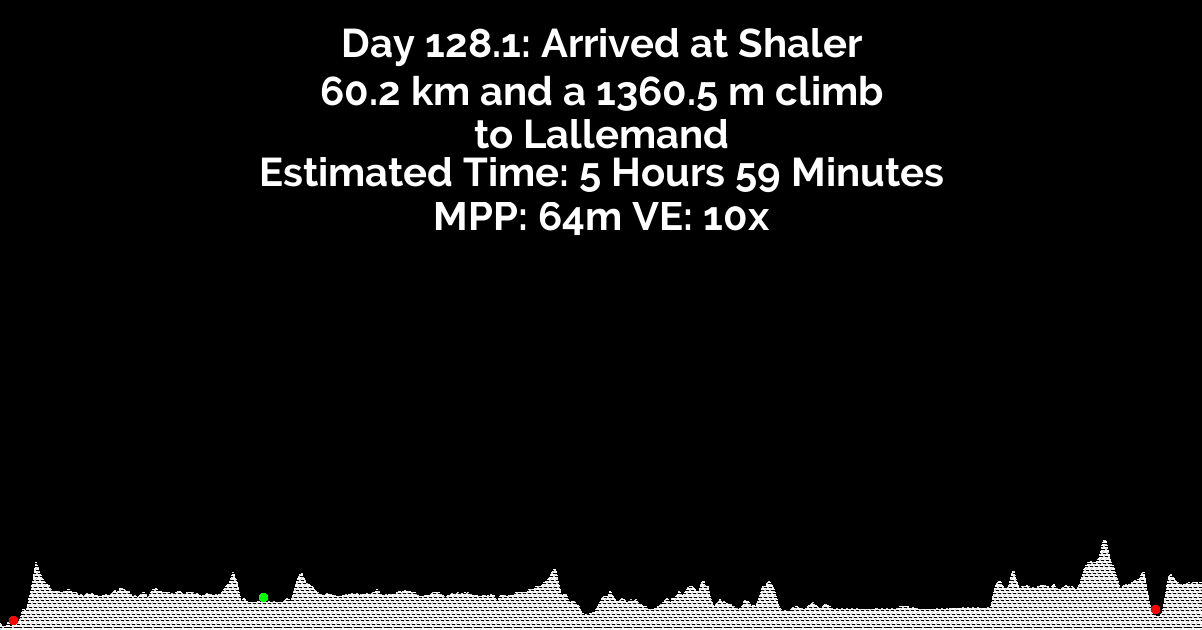 Day 128.1: Arrived at Shaler
60.2 km and a 1360.5 m climb
to Lallemand
Estimated Time: 5 Hours 59 Minutes
MPP: 64m VE: 10x